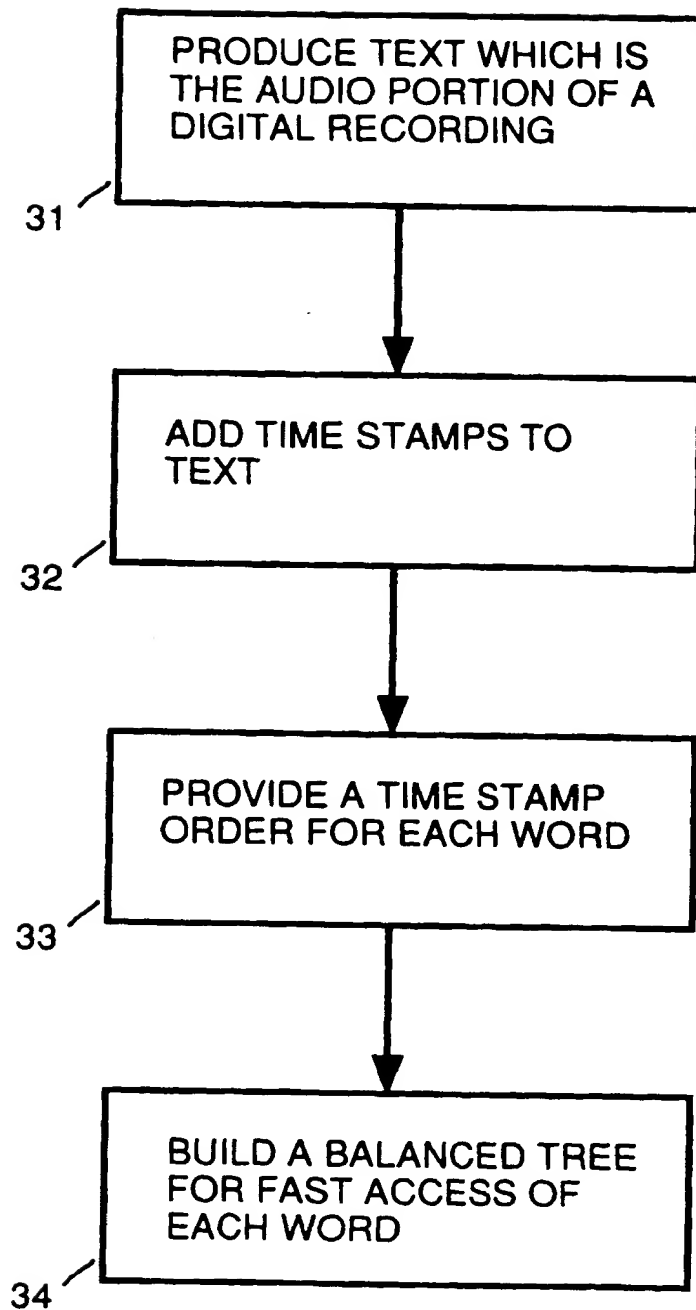 PRODUCE TEXT WHICH IS
THE AUDIO PORTION OF A
DIGITAL RECORDING
31
ADD TIME STAMPS TO
TEXT
32
PROVIDE A TIME STAMP
ORDER FOR EACH WORD
33
BUILD A BALANCED TREE
FOR FAST ACCESS OF
EACH WORD
34